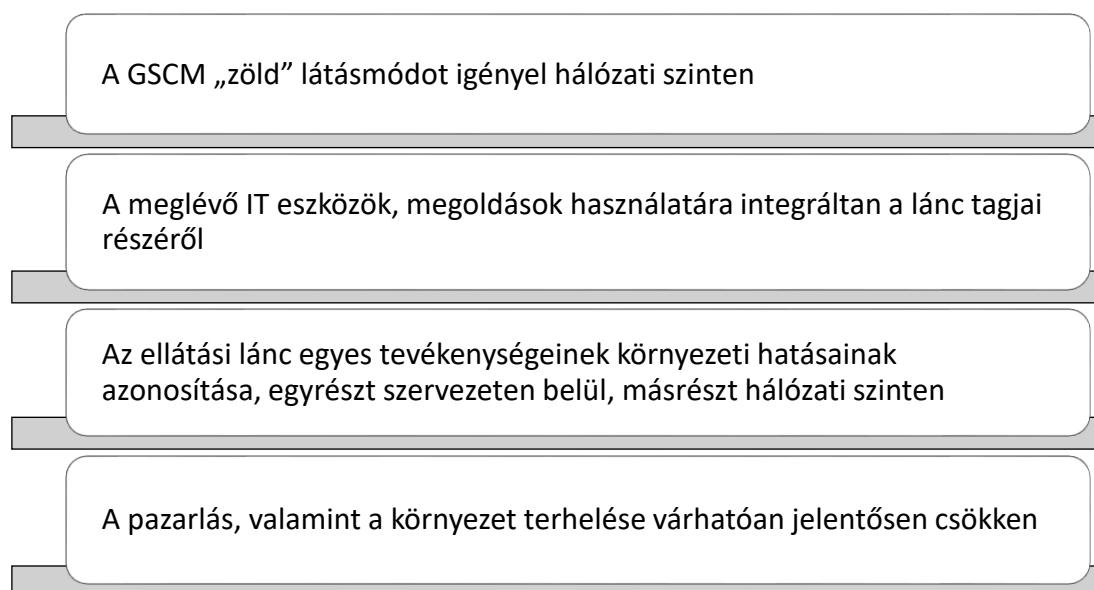 A GSCM „zöld” látásmódot igényel hálózati szinten
A meglévő IT eszközök, megoldások használatára integráltan a lánc tagjai
részéről
Az ellátási lánc egyes tevékenységeinek környezeti hatásainak
azonosítása, egyrészt szervezeten belül, másrészt hálózati szinten
A pazarlás, valamint a környezet terhelése várhatóan jelentősen csökken